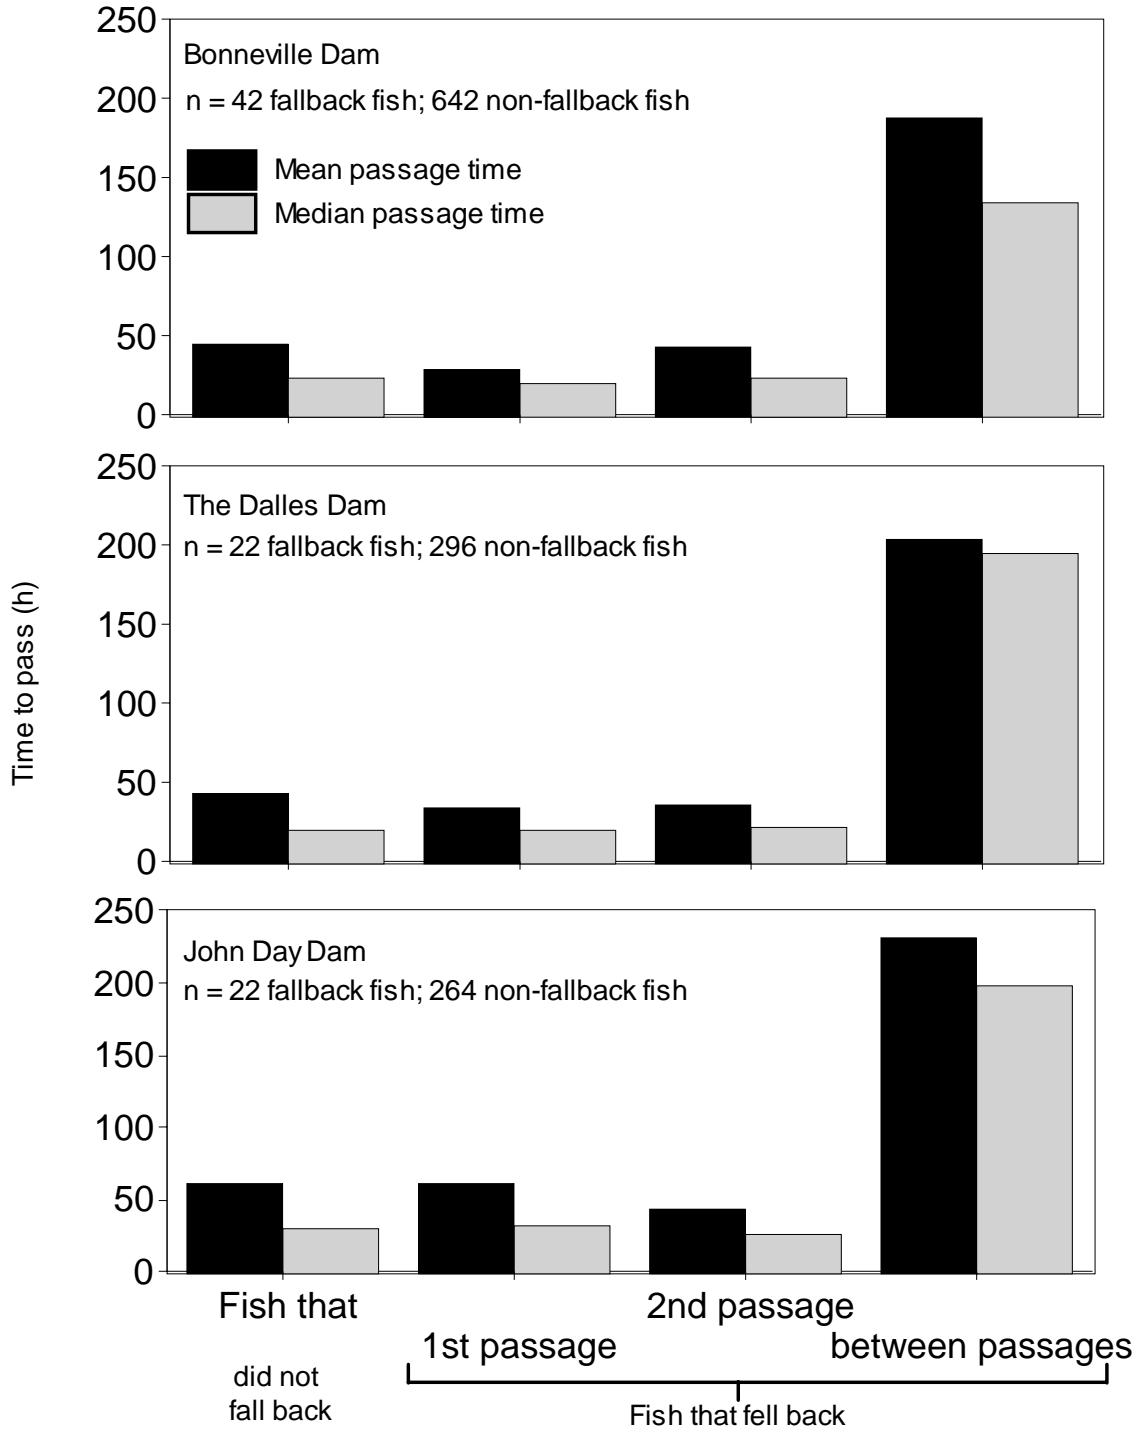 250
200
150
100
50
0
Bonneville Dam
n = 42 fallback fish; 642 non-fallback fish
Mean passage time
Median passage time
250
200
150
100
50
0
The Dalles Dam
n = 22 fallback fish; 296 non-fallback fish
Time to pass (h)
250
200
150
100
50
0
John Day Dam
n = 22 fallback fish; 264 non-fallback fish
Fish that
did not
fall back
1st passage
2nd passage
between passages
Fish that fell back